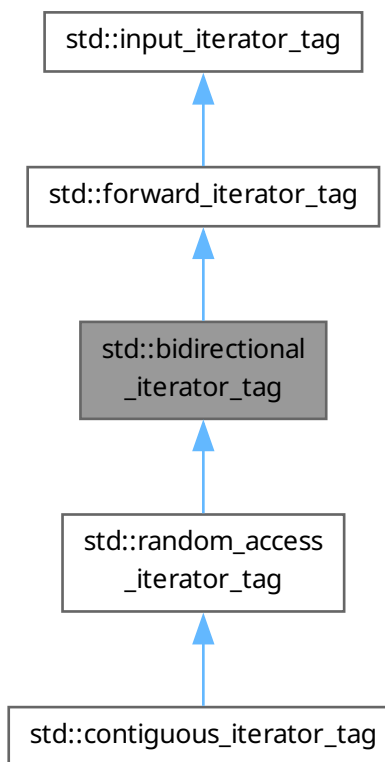 std::input_iterator_tag
std::forward_iterator_tag
std::bidirectional
_iterator_tag
std::random_access
_iterator_tag
std::contiguous_iterator_tag